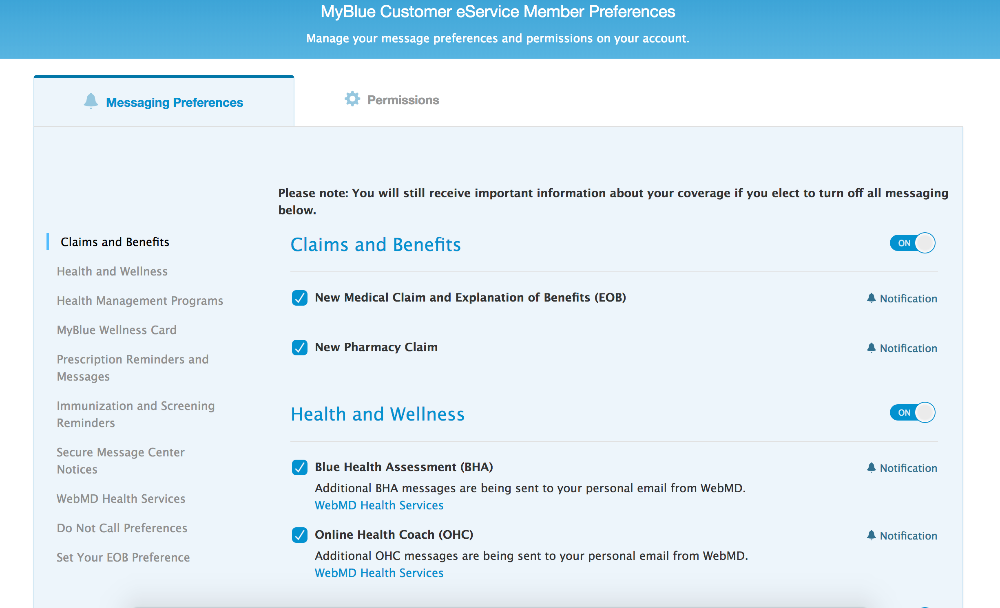 MyBlue Customer eService Member Preferences
Manage your message preferences and permissions on your account.
Messaging Preferences
Permissions
Please note: You will still receive important information about your coverage if you elect to turn off all messaging
below.
Claims and Benefits
Health and Wellness
Health Management Programs
MyBlue Wellness Card
Prescription Reminders and
Messages
Immunization and Screening
Reminders
Secure Message Center
Notices
WebMD Health Services
Do Not Call Preferences
Set Your EOB Preference
Claims and Benefits
ON
New Medical Claim and Explanation of Benefits (EOB)
Notification
New Pharmacy Claim
Notification
Health and Wellness
ON
Blue Health Assessment (BHA)
Notification
Additional BHA messages are being sent to your personal email from WebMD.
WebMD Health Services
Online Health Coach (OHC)
Notification
Additional OHC messages are being sent to your personal email from WebMD.
WebMD Health Services